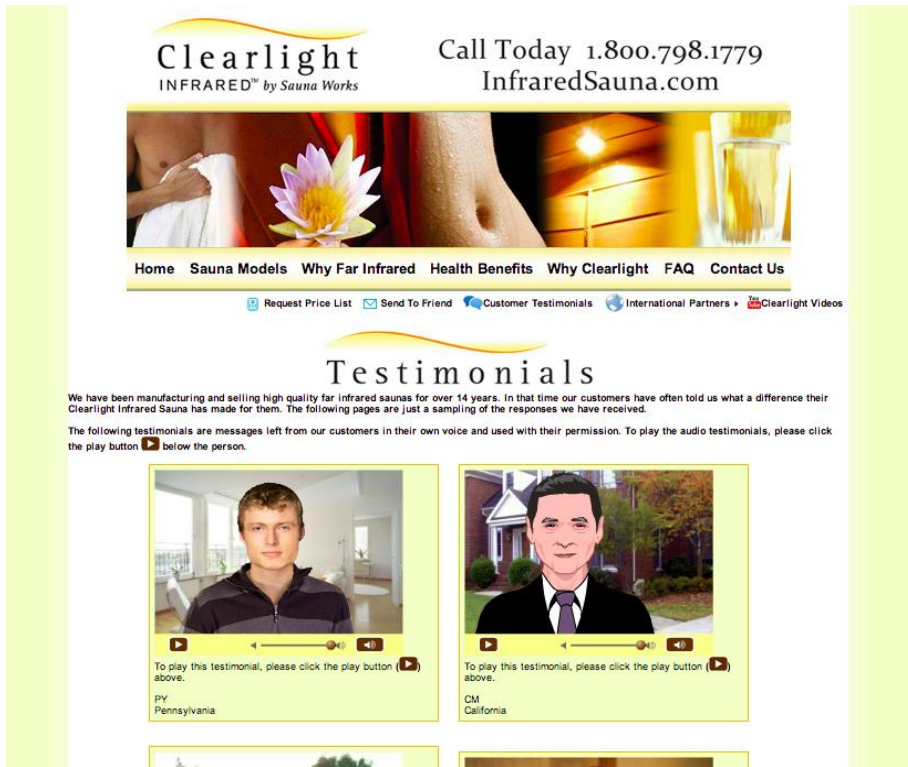 Clearlight
INFRARED™ by Sauna Works
Call Today 1.800.798.1779
InfraredSauna.com
Home Sauna Models Why Far Infrared Health Benefits Why Clearlight FAQ Contact Us
Request Price List Send To Friend Customer Testimonials International Partners You Tube Clearlight Videos
Testimonials
We have been manufacturing and selling high quality far infrared saunas for over 14 years. In that time our customers have often told us what a difference their
Clearlight Infrared Sauna has made for them. The following pages are just a sampling of the responses we have received.
The following testimonials are messages left from our customers in their own voice and used with their permission. To play the audio testimonials, please click
the play button below the person.
To play this testimonial, please click the play button ( )
above.
PY
Pennsylvania
To play this testimonial, please click the play button ( )
above.
CM
California